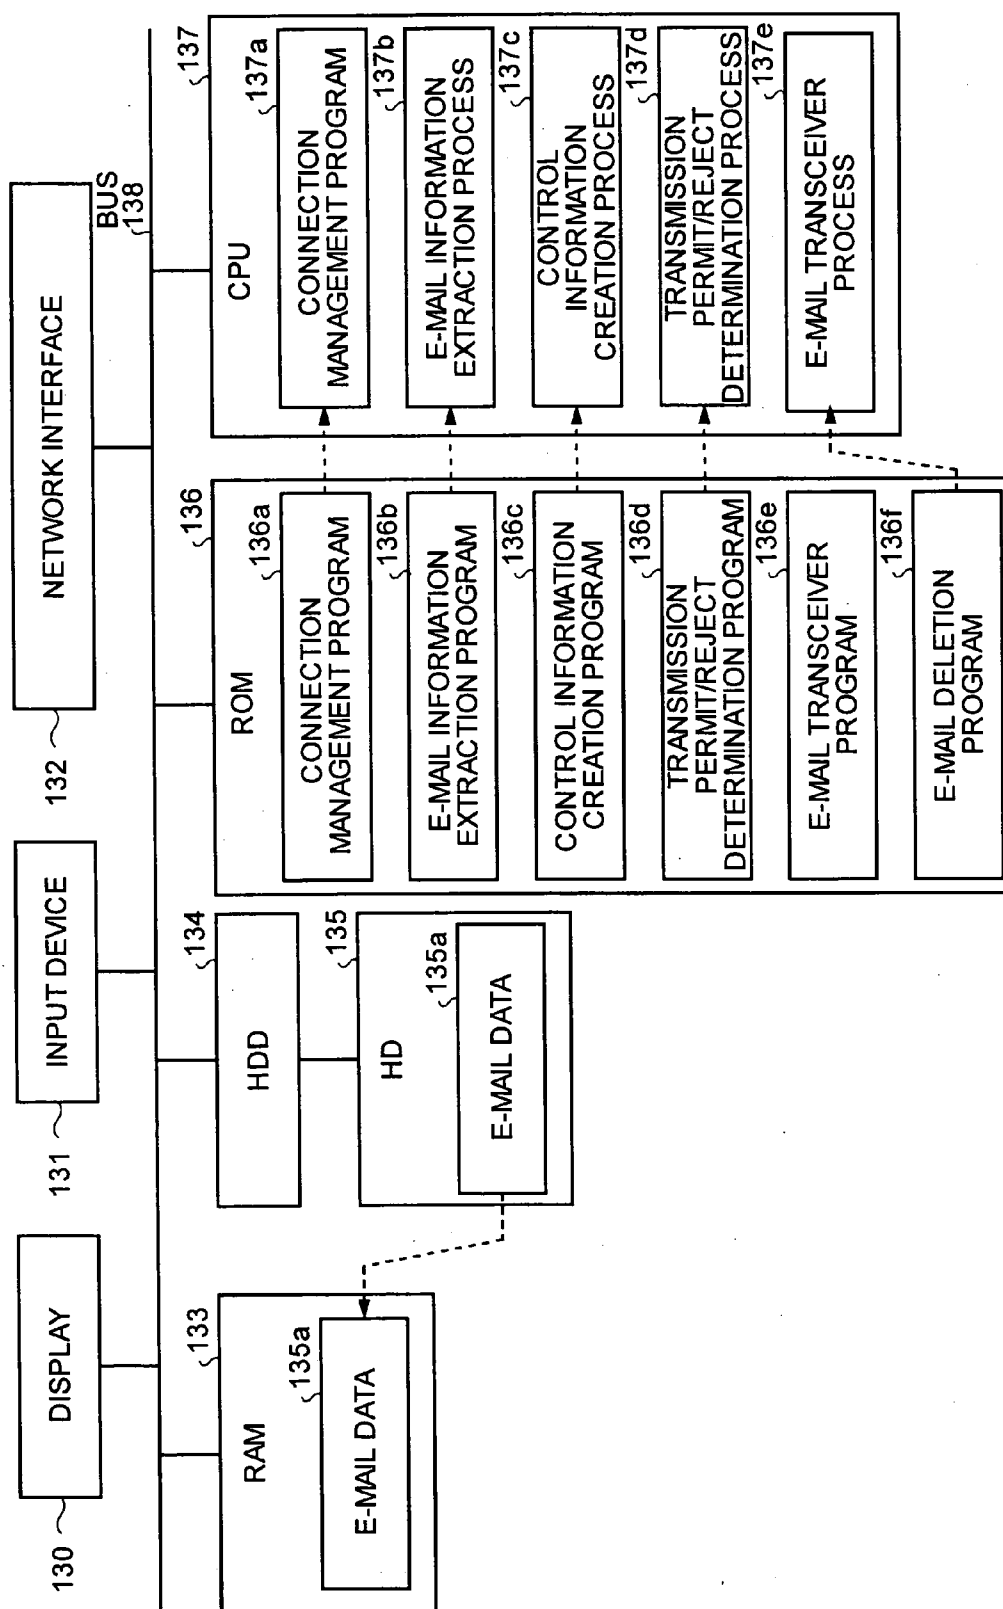 130
DISPLAY
131
INPUT DEVICE
132
NETWORK INTERFACE
BUS
138
133
RAM
135a
E-MAIL DATA
134
HDD
135
HD
135a
E-MAIL DATA
136
ROM
136a
CONNECTION
MANAGEMENT PROGRAM
136b
E-MAIL INFORMATION
EXTRACTION PROGRAM
136c
CONTROL INFORMATION
CREATION PROGRAM
136d
TRANSMISSION
PERMIT/REJECT
DETERMINATION PROGRAM
136e
E-MAIL TRANSCEIVER
PROGRAM
136f
E-MAIL DELETION
PROGRAM
137
CPU
137a
CONNECTION
MANAGEMENT PROGRAM
137b
E-MAIL INFORMATION
EXTRACTION PROCESS
137c
CONTROL
INFORMATION
CREATION PROCESS
137d
TRANSMISSION
PERMIT/REJECT
DETERMINATION PROCESS
137e
E-MAIL TRANSCEIVER
PROCESS